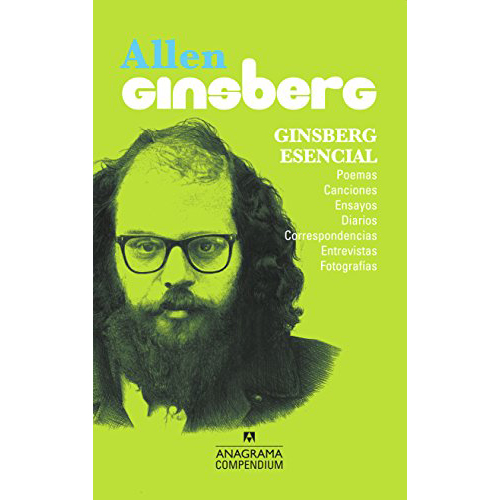 Allen
Ginsberg
GINSBERG
ESENCIAL
Poemas
Canciones
Ensayos
Diarios
Correspondencias
Entrevistas
Fotografías
ANAGRAMA
COMPENDIUM